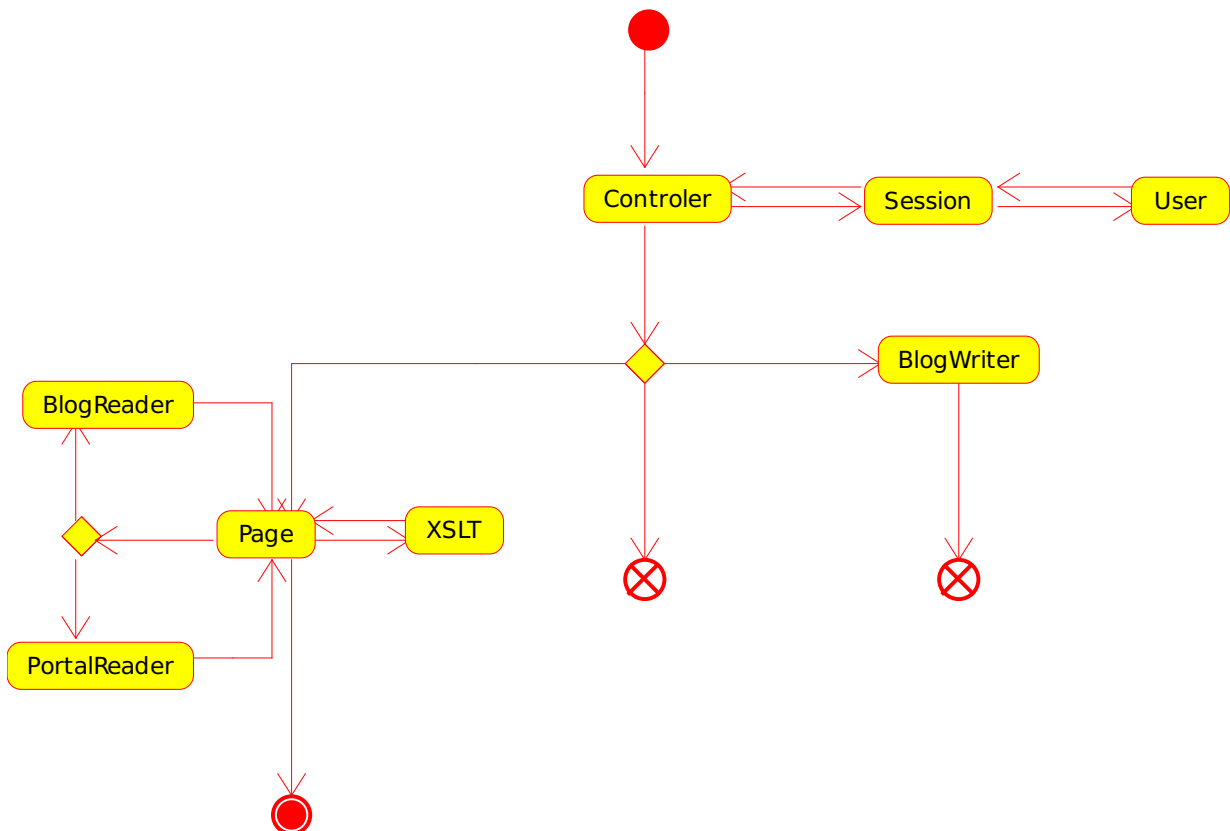 Controler
Session
User
BlogWriter
BlogReader
Page
XSLT
PortalReader